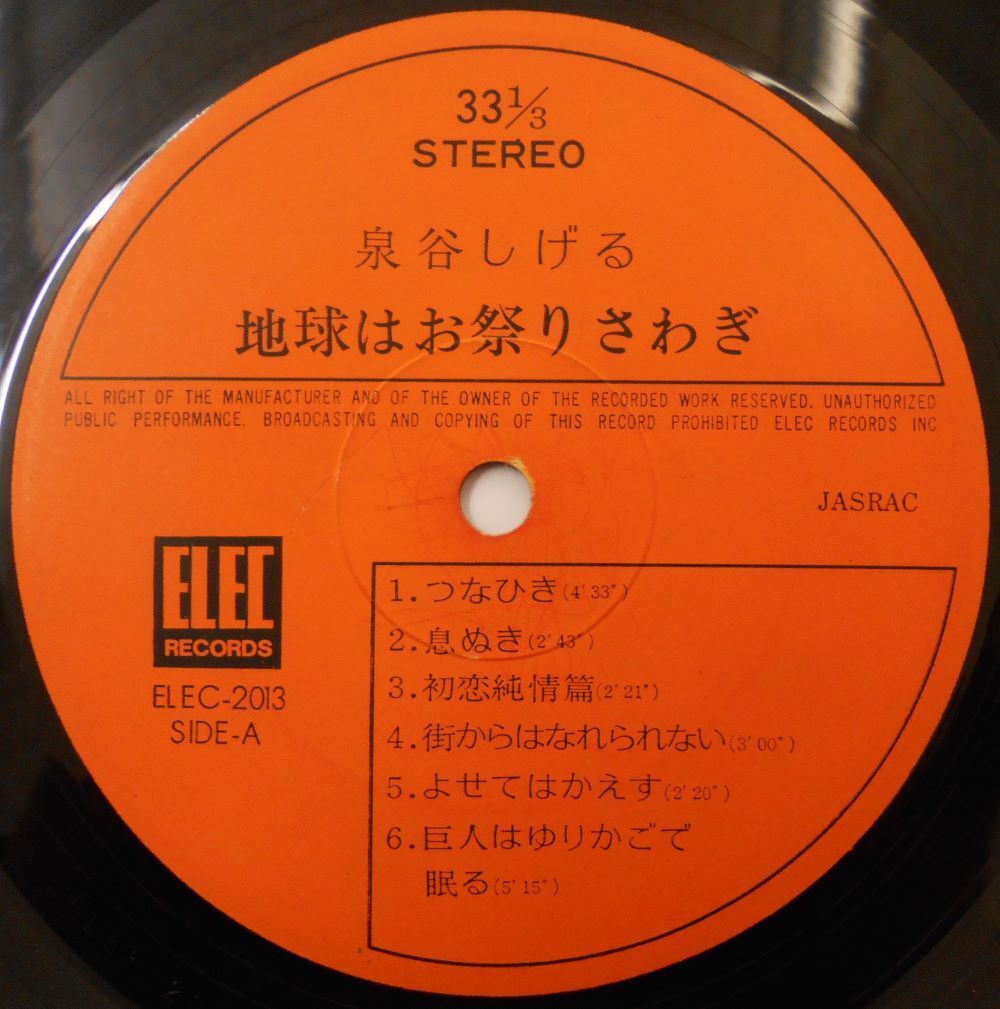 33⅓
STEREO
泉谷しげる
地球はお祭りさわぎ
ALL RIGHT OF THE MANUFACTURER AND OF THE OWNER OF THE RECORDED WORK RESERVED. UNAUTHORIZED
PUBLIC PERFORMANCE. BROADCASTING AND COPYING OF THIS RECORD PROHIBITED ELEC RECORDS INC
JASRAC
ELEC
RECORDS
ELEC-2013
SIDE-A
1.つなひき(4′33″)
2.息ぬき(2′43″)
3.初恋純情篇(2′21″)
4.街からはなれられない(3′00″)
5.よせてはかえす(2′20″)
6.巨人はゆりかごで
眠る(5′15″)